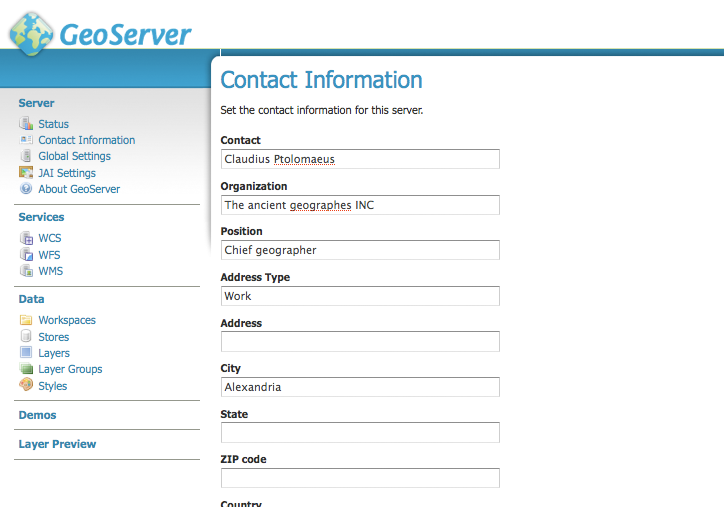 GeoServer
Server
Status
Contact Information
Global Settings
JAI Settings
About GeoServer
Services
WCS
WFS
WMS
Data
Workspaces
Stores
Layers
Layer Groups
Styles
Demos
Layer Preview
Contact Information
Set the contact information for this server.
Contact
Claudius Ptolomaeus
Organization
The ancient geographes INC
Position
Chief geographer
Address Type
Work
Address
City
Alexandria
State
ZIP code
Country